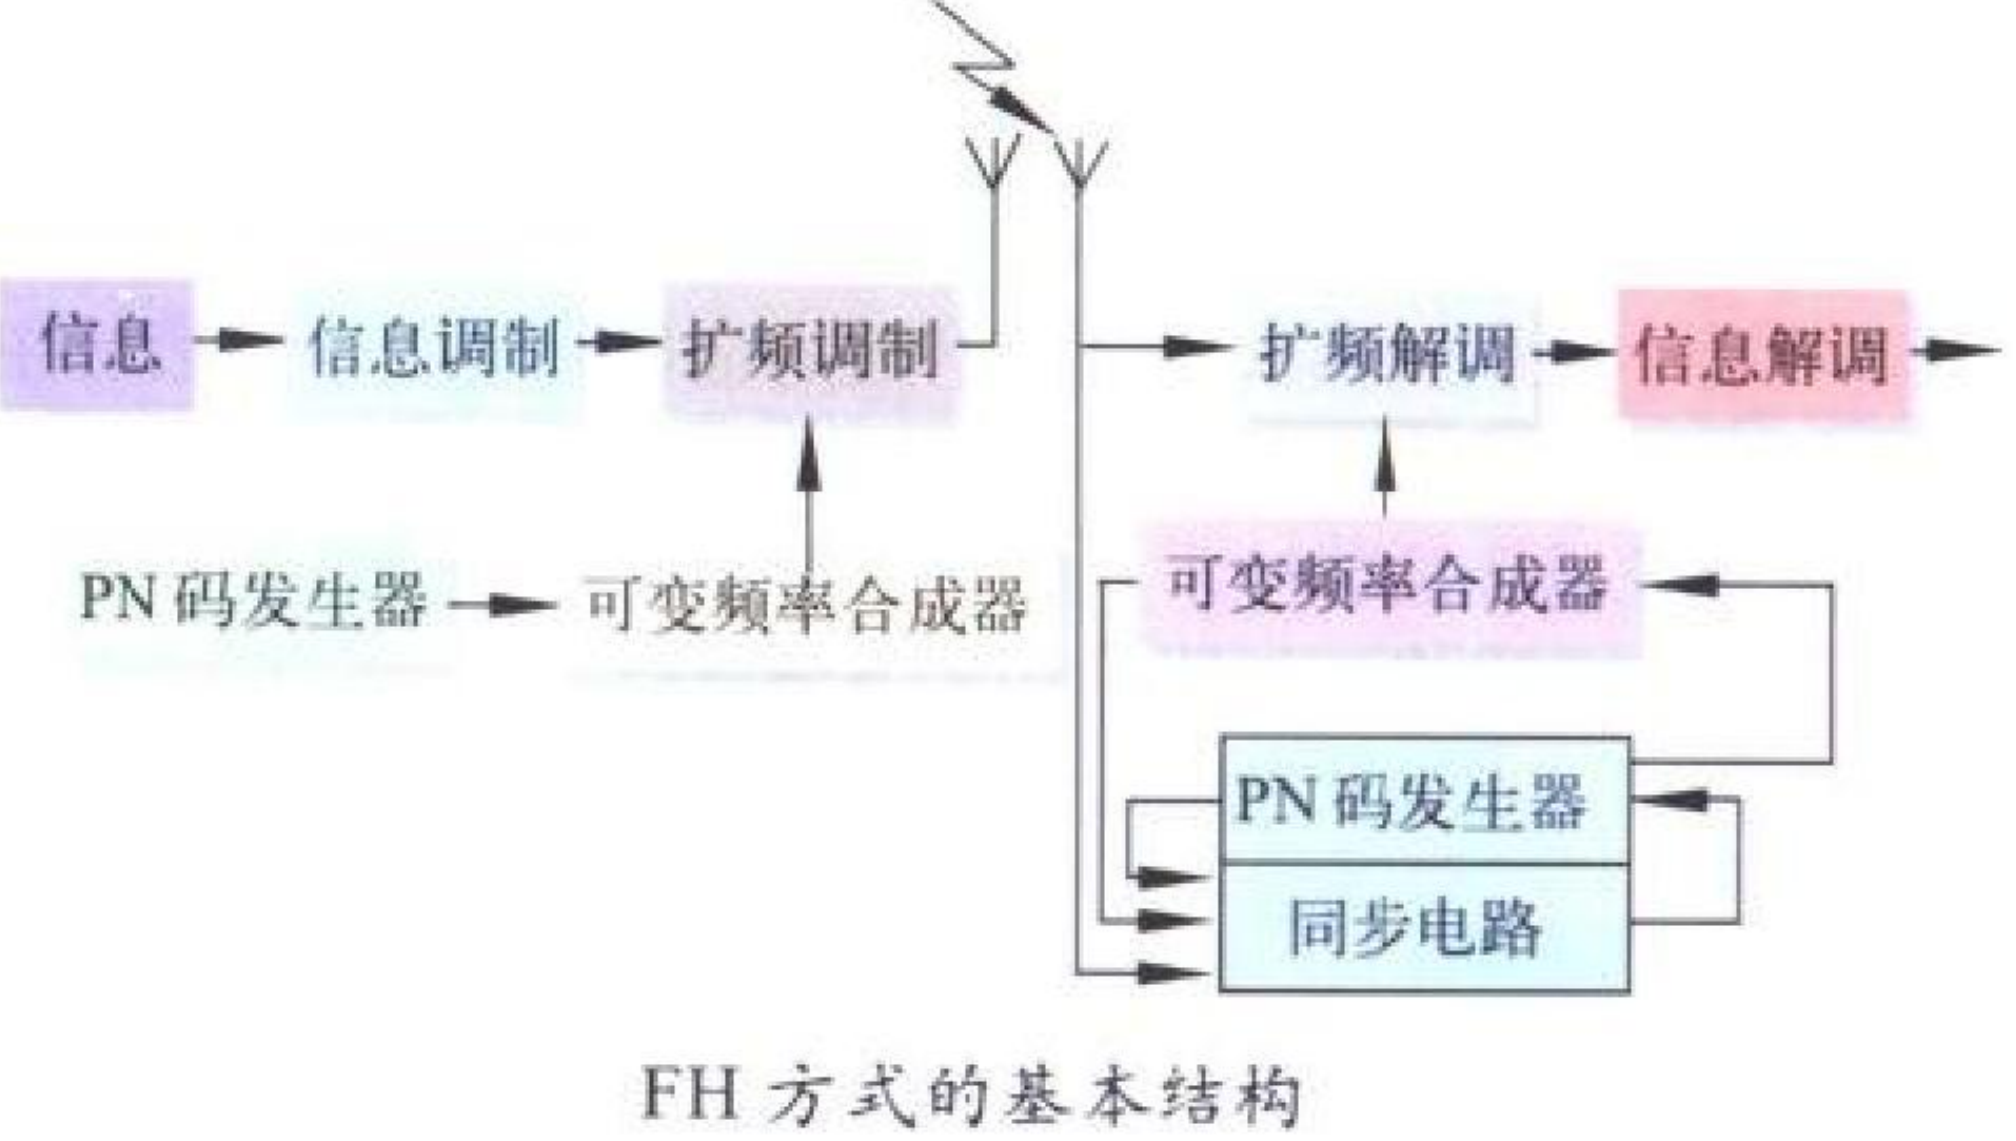 信息
信息调制
扩频调制
扩频解调
信息解调
PN 码发生器
可变频率合成器
可变频率合成器
PN 码发生器
同步电路
FH 方式的基本结构